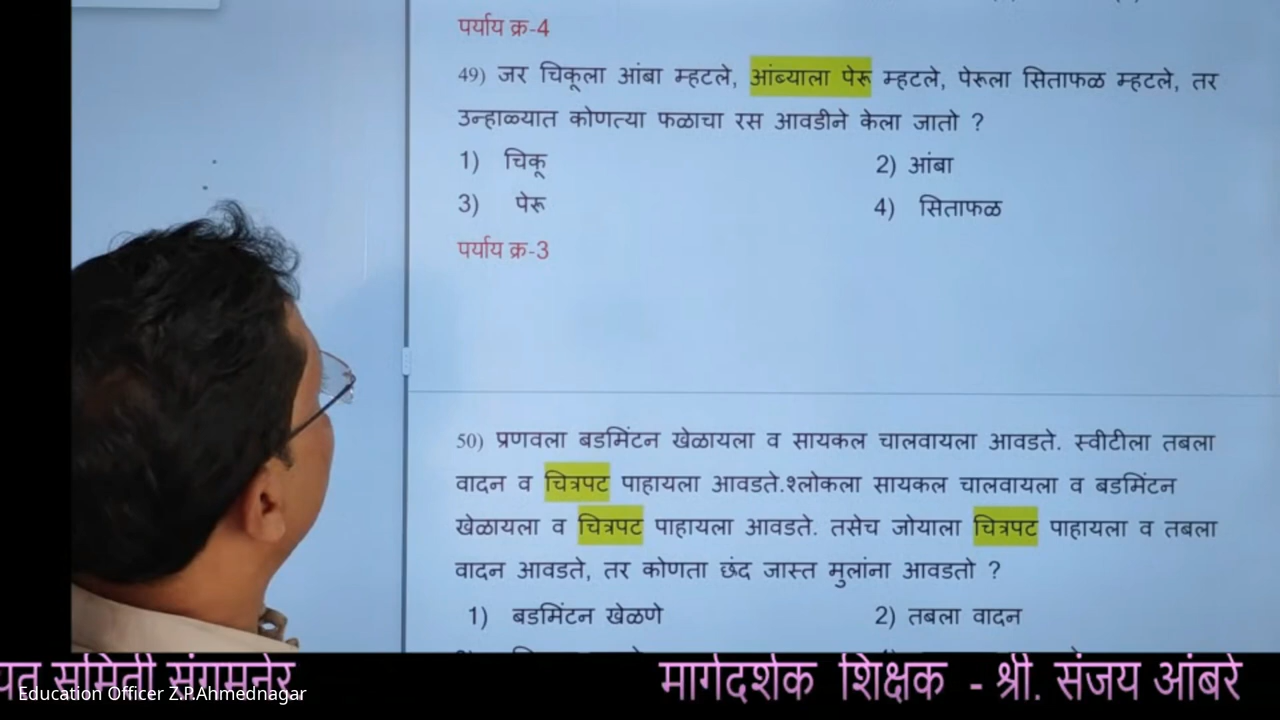 पर्याय क्र-4
49) जर चिकूला आंबा म्हटले, आंब्याला पेरू म्हटले, पेरूला सिताफळ म्हटले, तर
उन्हाळ्यात कोणत्या फळाचा रस आवडीने केला जातो ?
1) चिकू 2) आंबा
3) पेरू 4) सिताफळ
पर्याय क्र-3
50) प्रणवला बडमिंटन खेळायला व सायकल चालवायला आवडते. स्वीटीला तबला
वादन व चित्रपट पाहायला आवडते.श्लोकला सायकल चालवायला व बडमिंटन
खेळायला व चित्रपट पाहायला आवडते. तसेच जोयाला चित्रपट पाहायला व तबला
वादन आवडते, तर कोणता छंद जास्त मुलांना आवडतो ?
1) बडमिंटन खेळणे 2) तबला वादन
समिती संगमनेर मार्गदर्शक शिक्षक - श्री. संजय आंबरे
Education Officer Z.P.Ahmednagar